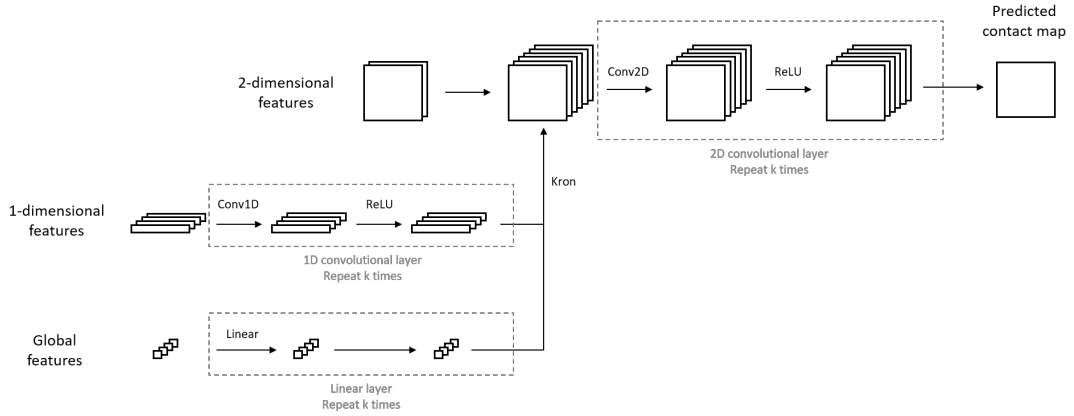 Predicted
contact map
2-dimensional
features
Conv2D
ReLU
2D convolutional layer
Repeat k times
Kron
1-dimensional
features
Conv1D
ReLU
1D convolutional layer
Repeat k times
Global
features
Linear
Linear layer
Repeat k times